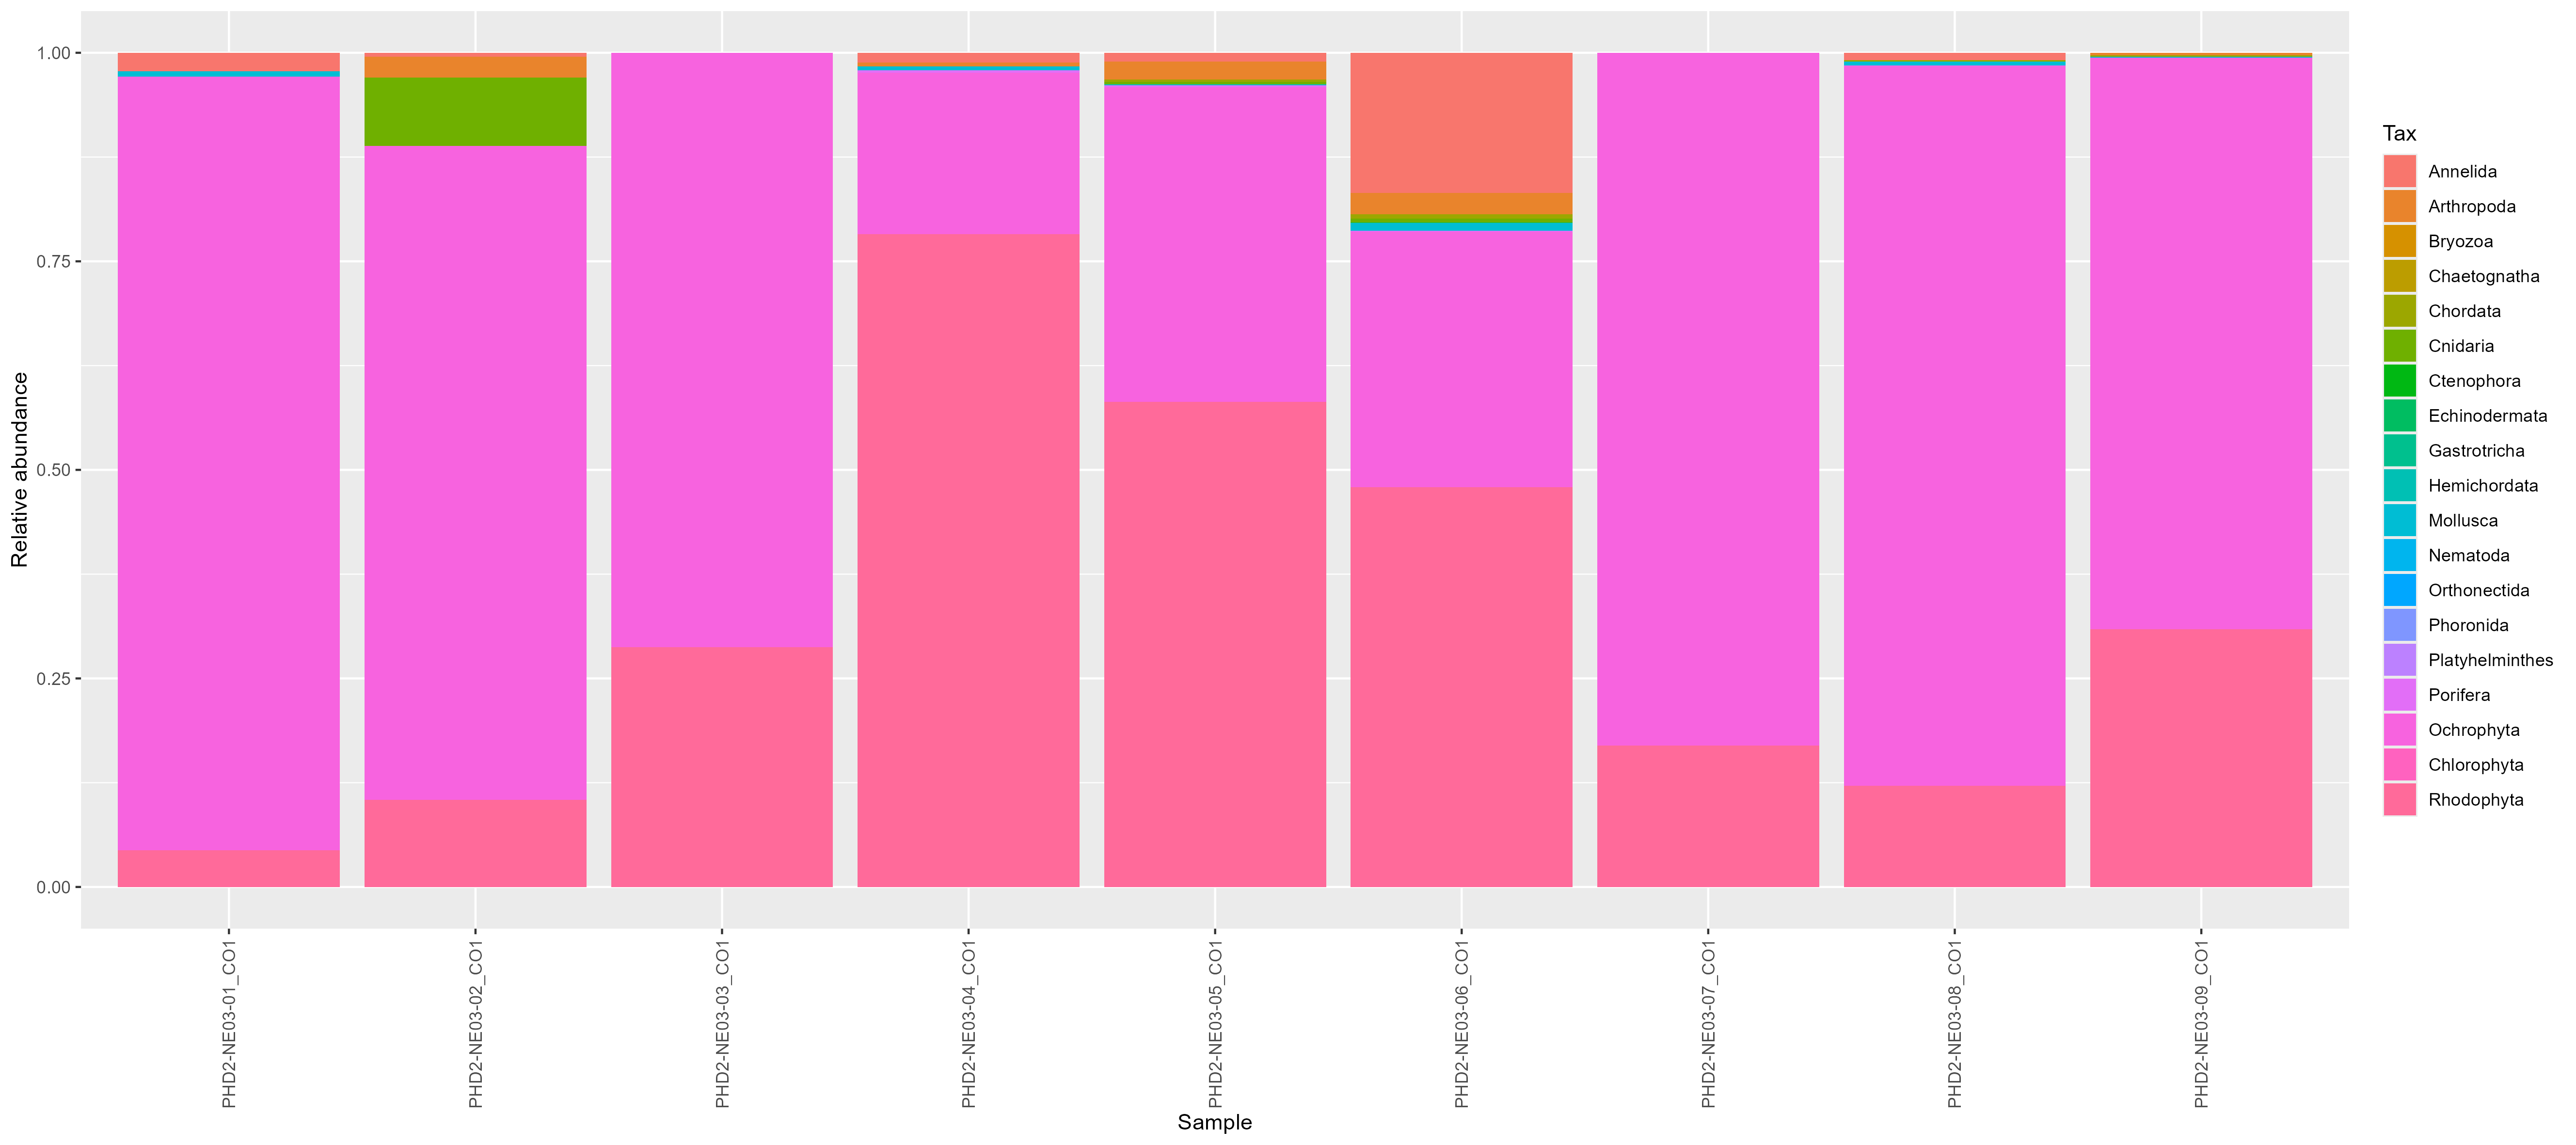 1.00
0.75
0.50
0.25
0.00
Relative abundance
PHD2-NE03-01_CO1
PHD2-NE03-02_CO1
PHD2-NE03-03_CO1
PHD2-NE03-04_CO1
PHD2-NE03-05_CO1
PHD2-NE03-06_CO1
PHD2-NE03-07_CO1
PHD2-NE03-08_CO1
PHD2-NE03-09_CO1
Sample
Tax
Annelida
Arthropoda
Bryozoa
Chaetognatha
Chordata
Cnidaria
Ctenophora
Echinodermata
Gastrotricha
Hemichordata
Mollusca
Nematoda
Orthonectida
Phoronida
Platyhelminthes
Porifera
Ochrophyta
Chlorophyta
Rhodophyta